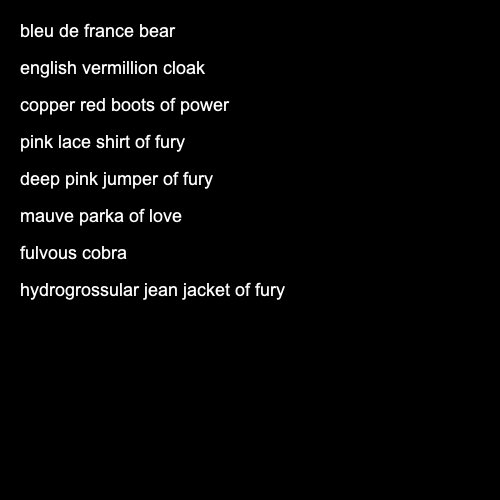 bleu de france bear
english vermillion cloak
copper red boots of power
pink lace shirt of fury
deep pink jumper of fury
mauve parka of love
fulvous cobra
hydrogrossular jean jacket of fury